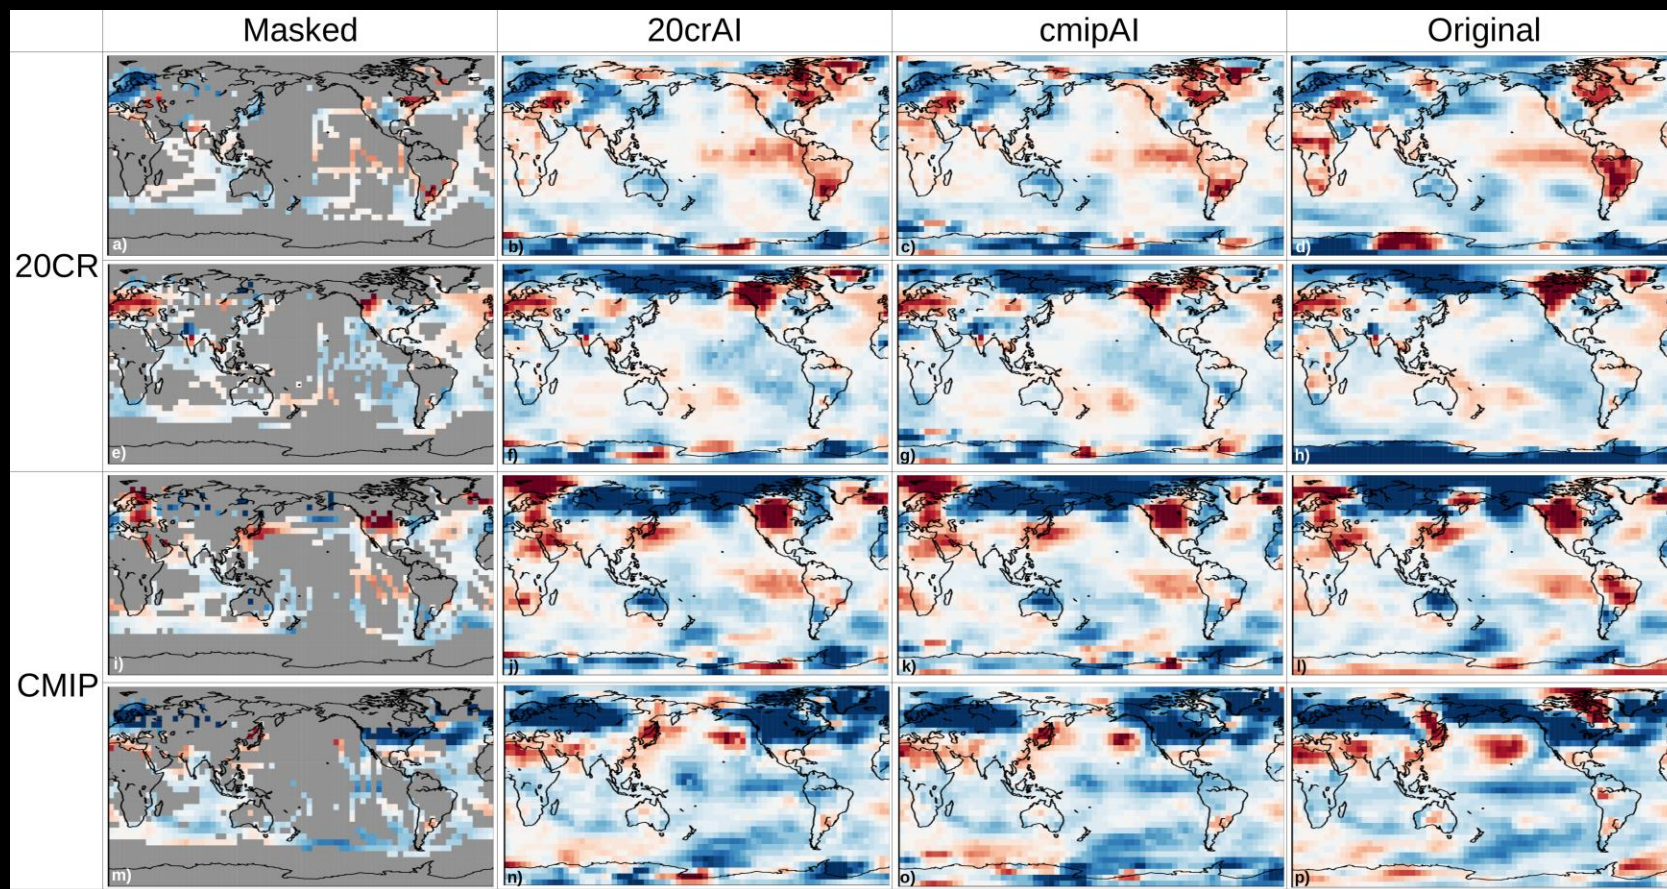 Masked 20crAI cmipAI Original
20CR
a) b) c) d)
e) f) g) h)
CMIP
i) j) k) l)
m) n) o) p)